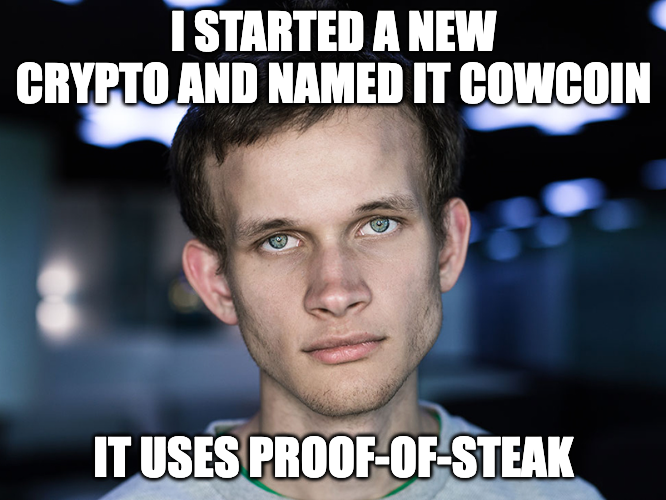 I STARTED A NEW
CRYPTO AND NAMED IT COWCOIN
IT USES PROOF-OF-STEAK